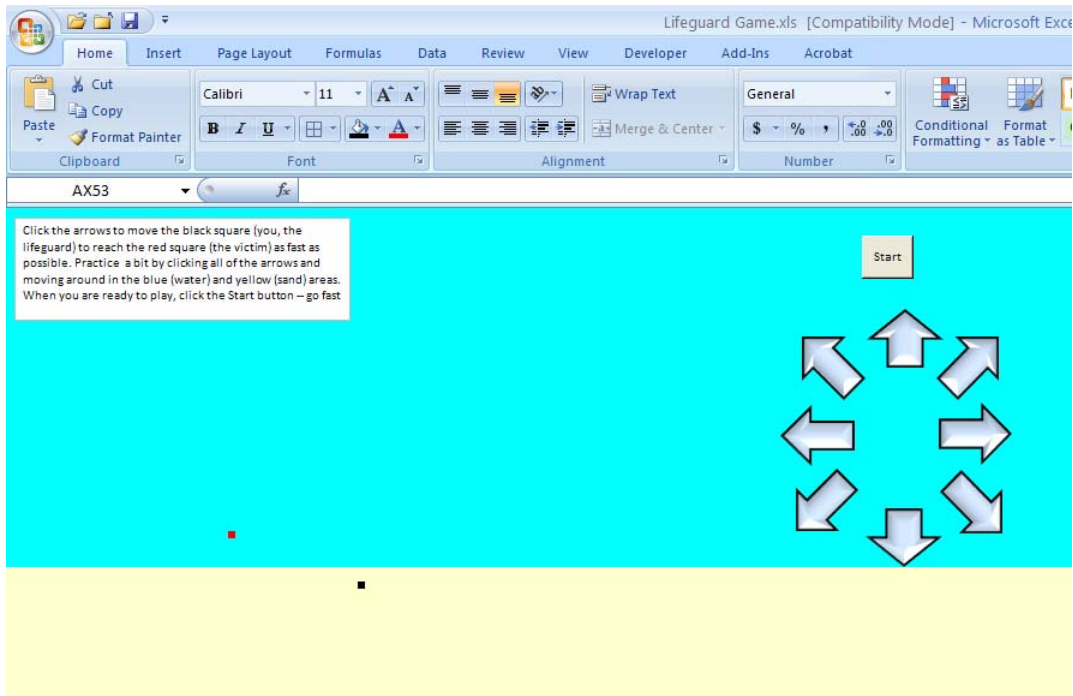 Lifeguard Game.xls [Compatibility Mode] - Microsoft Exce
Home Insert Page Layout Formulas Data Review View Developer Add-Ins Acrobat
Paste
Cut
Copy
Format Painter
Clipboard
Calibri 11 A A
B I U A
Font
Wrap Text
Merge & Center
Alignment
General
$ % , .0 .00 .00 .0
Number
Conditional
Formatting
Format
as Table
AX53 fx
Click the arrows to move the black square (you, the
lifeguard) to reach the red square (the victim) as fast as
possible. Practice a bit by clicking all of the arrows and
moving around in the blue (water) and yellow (sand) areas.
When you are ready to play, click the Start button – go fast
Start